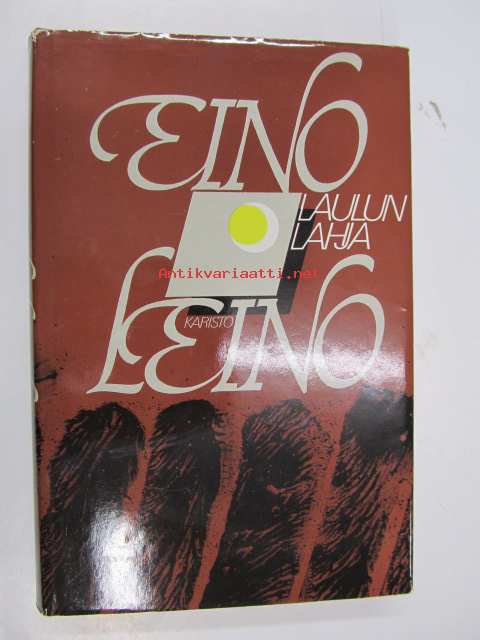 EINO
LAULUN
LAHJA
Antikvariaatti.net
KARISTO
LEINO